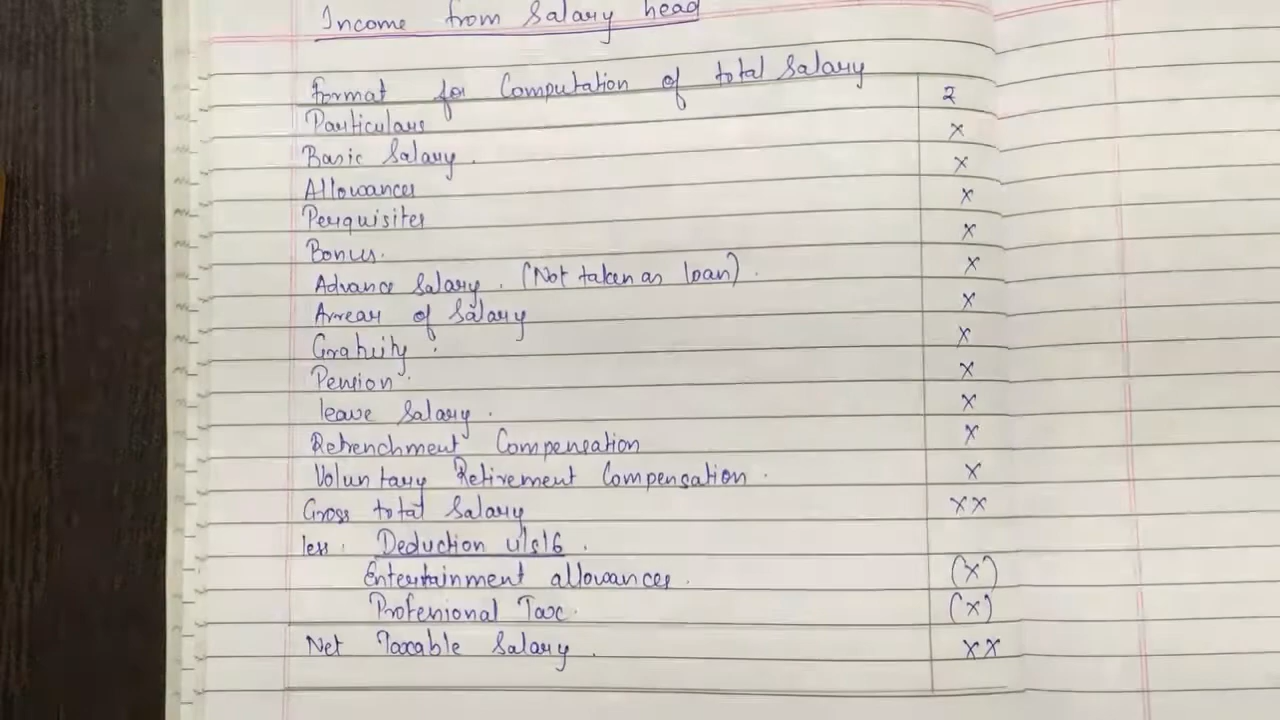 Income from Salary head
Format for Computation of total Salary
Particulars ₹
Basic Salary. x
Allowances x
Perquisites x
Bonus. x
Advance Salary. (Not taken as loan). x
Arrear of Salary x
Gratuity. x
Pension. x
leave Salary. x
Retrenchment Compensation x
Voluntary Retirement Compensation. x
Gross total Salary xx
less. Deduction u/s16.
Entertainment allowances. (x)
Professional Tax. (x)
Net Taxable Salary. xx